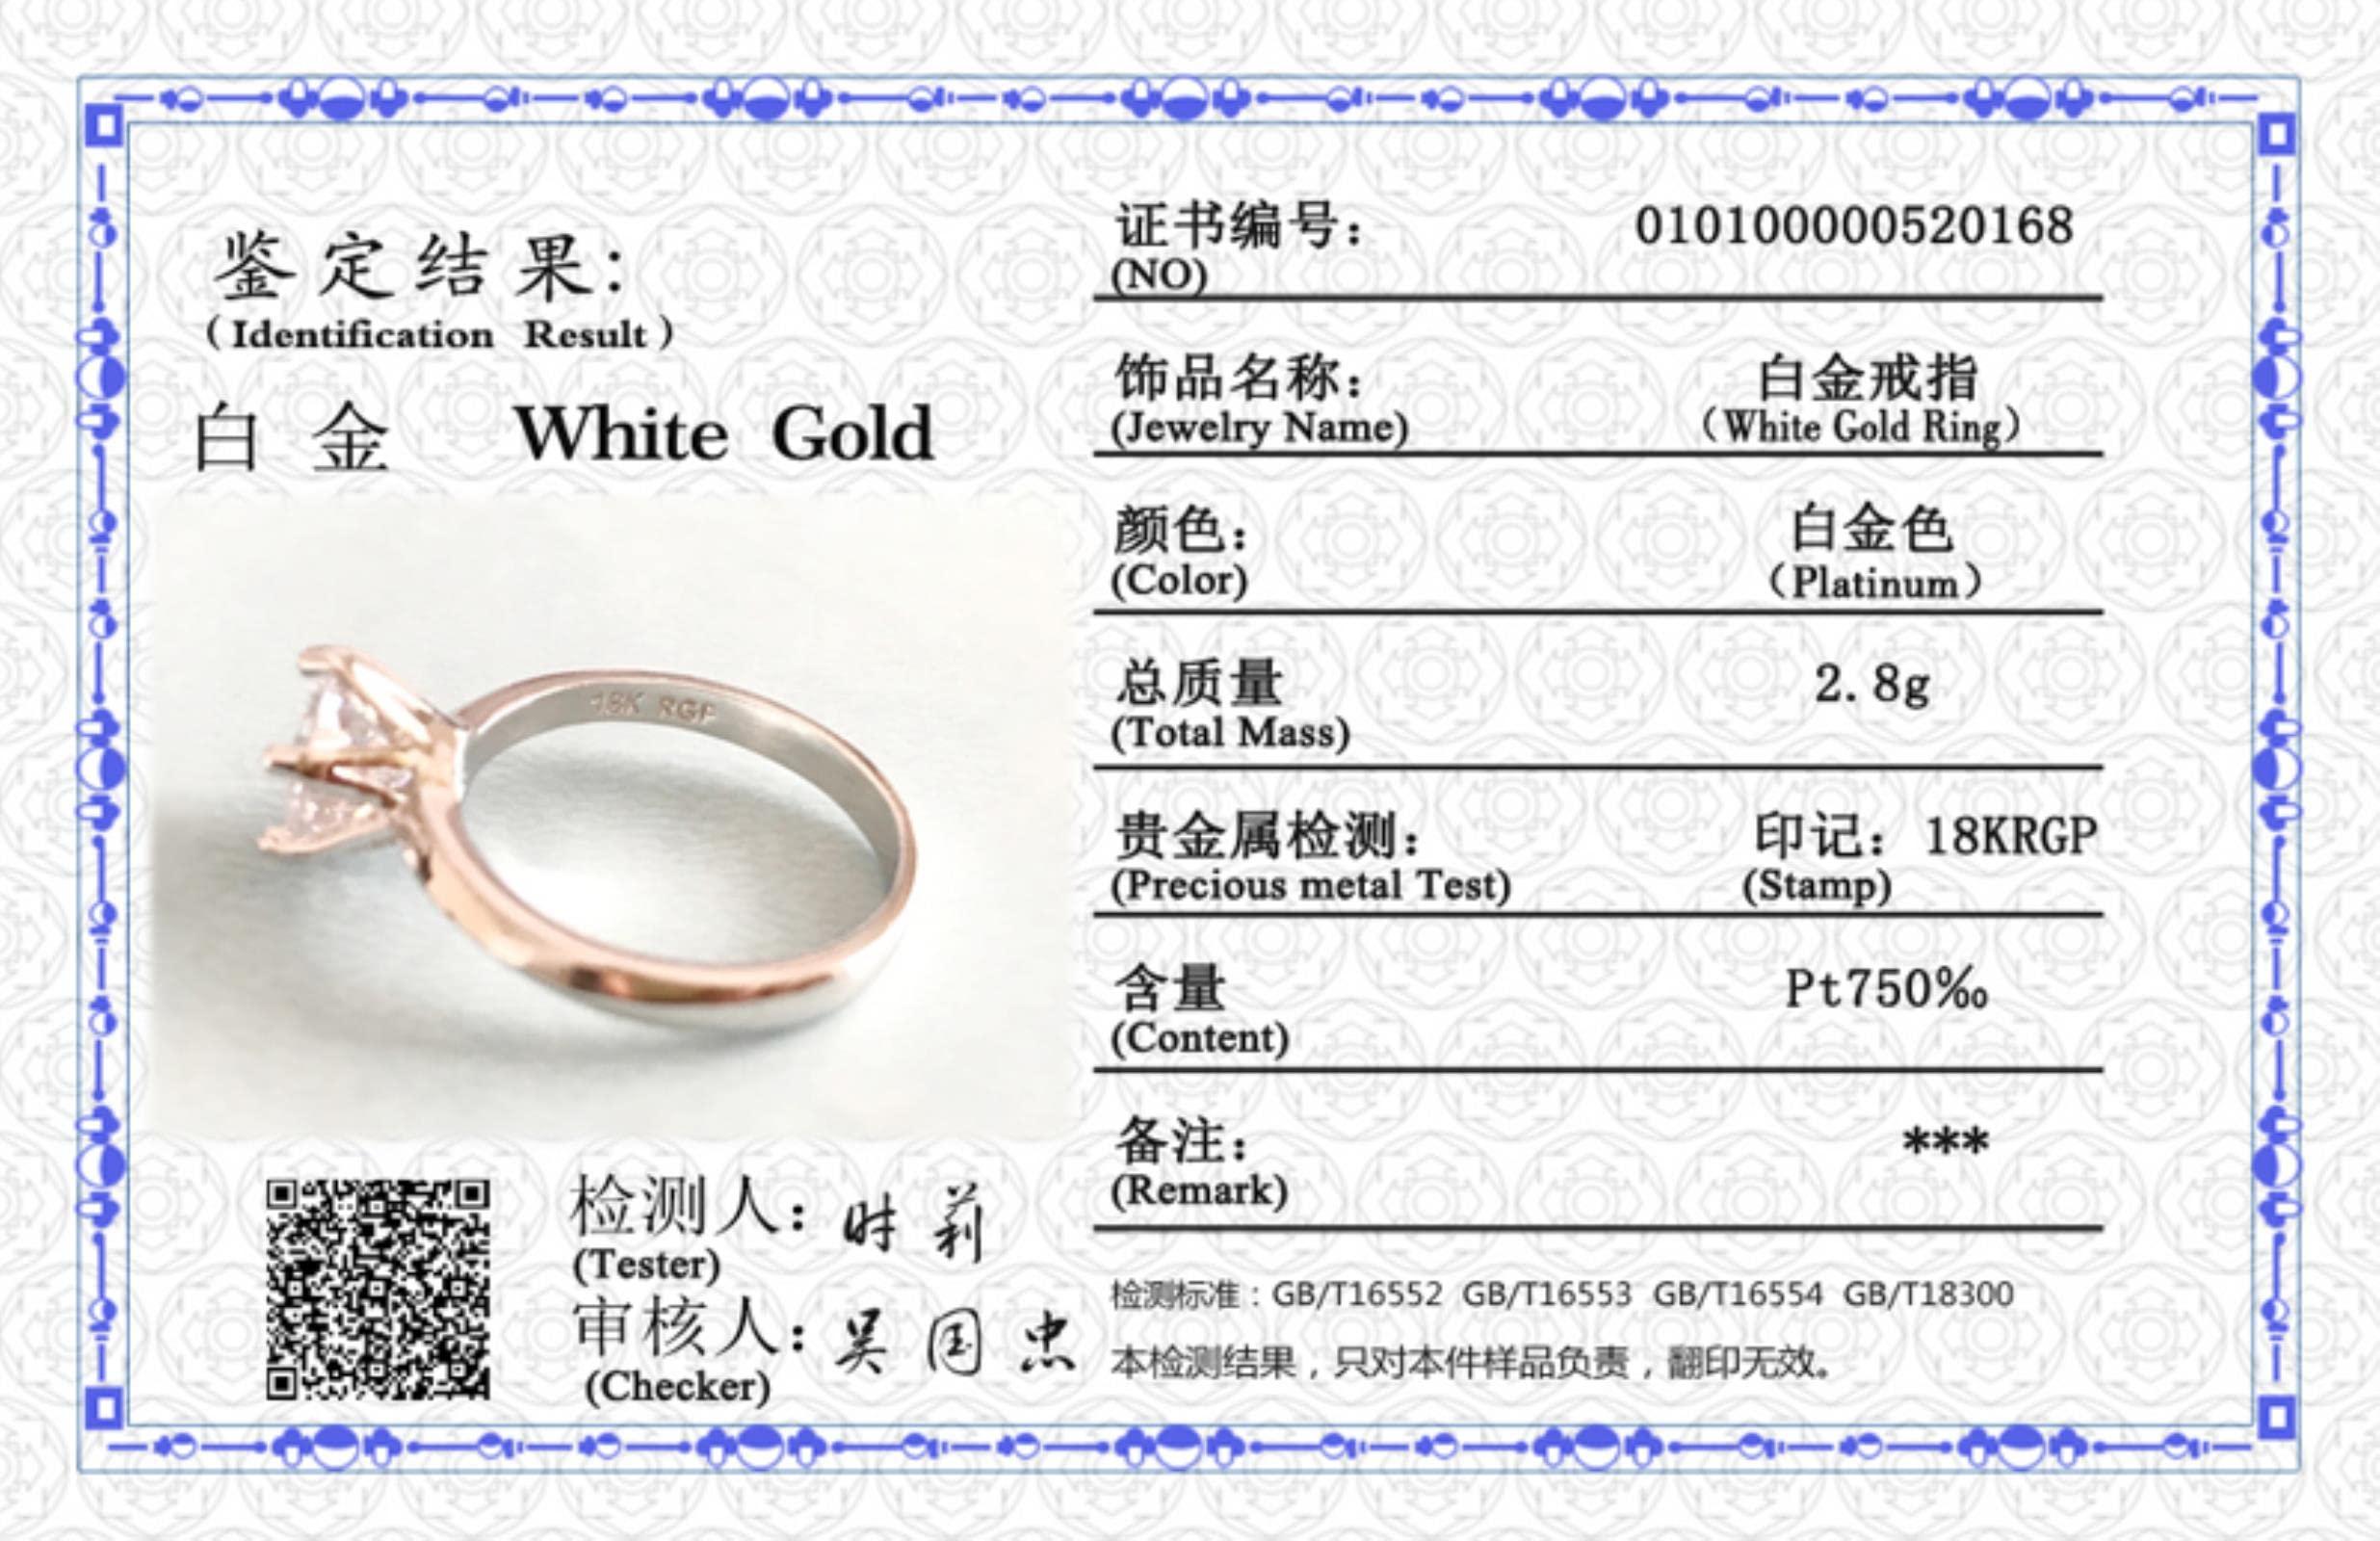 鉴定结果:
(Identification Result)
白金 White Gold
18K RGP
检测人: 时莉
(Tester)
审核人: 吴国忠
(Checker)
证书编号: 010100000520168
(NO)
饰品名称: 白金戒指
(Jewelry Name) (White Gold Ring)
颜色: 白金色
(Color) (Platinum)
总质量 2.8g
(Total Mass)
贵金属检测: 印记: 18KRGP
(Precious metal Test) (Stamp)
含量 Pt750‰
(Content)
备注: ***
(Remark)
检测标准：GB/T16552 GB/T16553 GB/T16554 GB/T18300
本检测结果，只对本件样品负责，翻印无效。